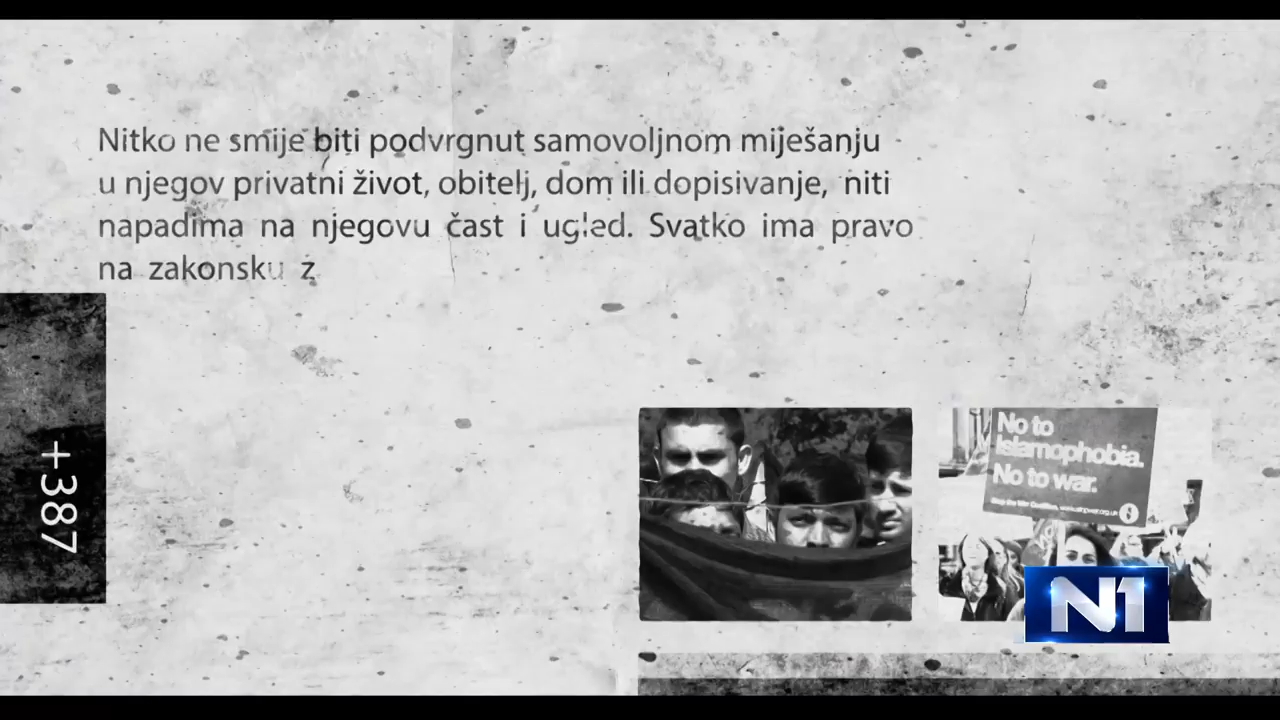 Nitko ne smije biti podvrgnut samovoljnom miješanju
u njegov privatni život, obitelj, dom ili dopisivanje, niti
napadima na njegovu čast i ugled. Svatko ima pravo
na zakonsku z
+387
No to
Islamophobia.
No to war.
N1